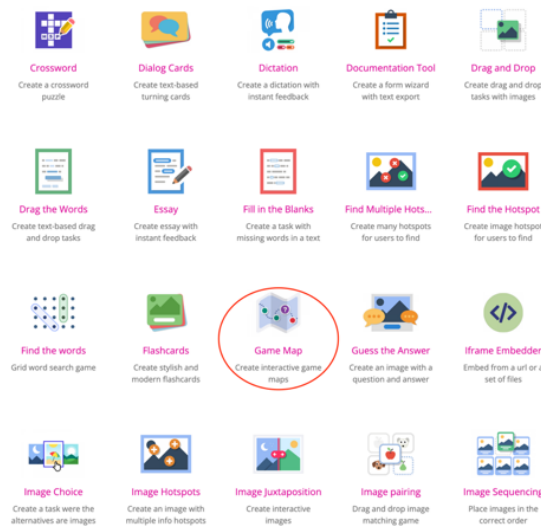 Crossword
Create a crossword
puzzle
Dialog Cards
Create text-based
turning cards
Dictation
Create a dictation with
instant feedback
Documentation Tool
Create a form wizard
with text export
Drag and Drop
Create drag and drop
tasks with images
Drag the Words
Create text-based drag
and drop tasks
Essay
Create essay with
instant feedback
Fill in the Blanks
Create a task with
missing words in a text
Find Multiple Hots...
Create many hotspots
for users to find
Find the Hotspot
Create image hotspot
for users to find
Find the words
Grid word search game
Flashcards
Create stylish and
modern flashcards
Game Map
Create interactive game
maps
Guess the Answer
Create an image with a
question and answer
Iframe Embedder
Embed from a url or a
set of files
Image Choice
Create a task were the
alternatives are images
Image Hotspots
Create an image with
multiple info hotspots
Image Juxtaposition
Create interactive
images
Image pairing
Drag and drop image
matching game
Image Sequencing
Place images in the
correct order